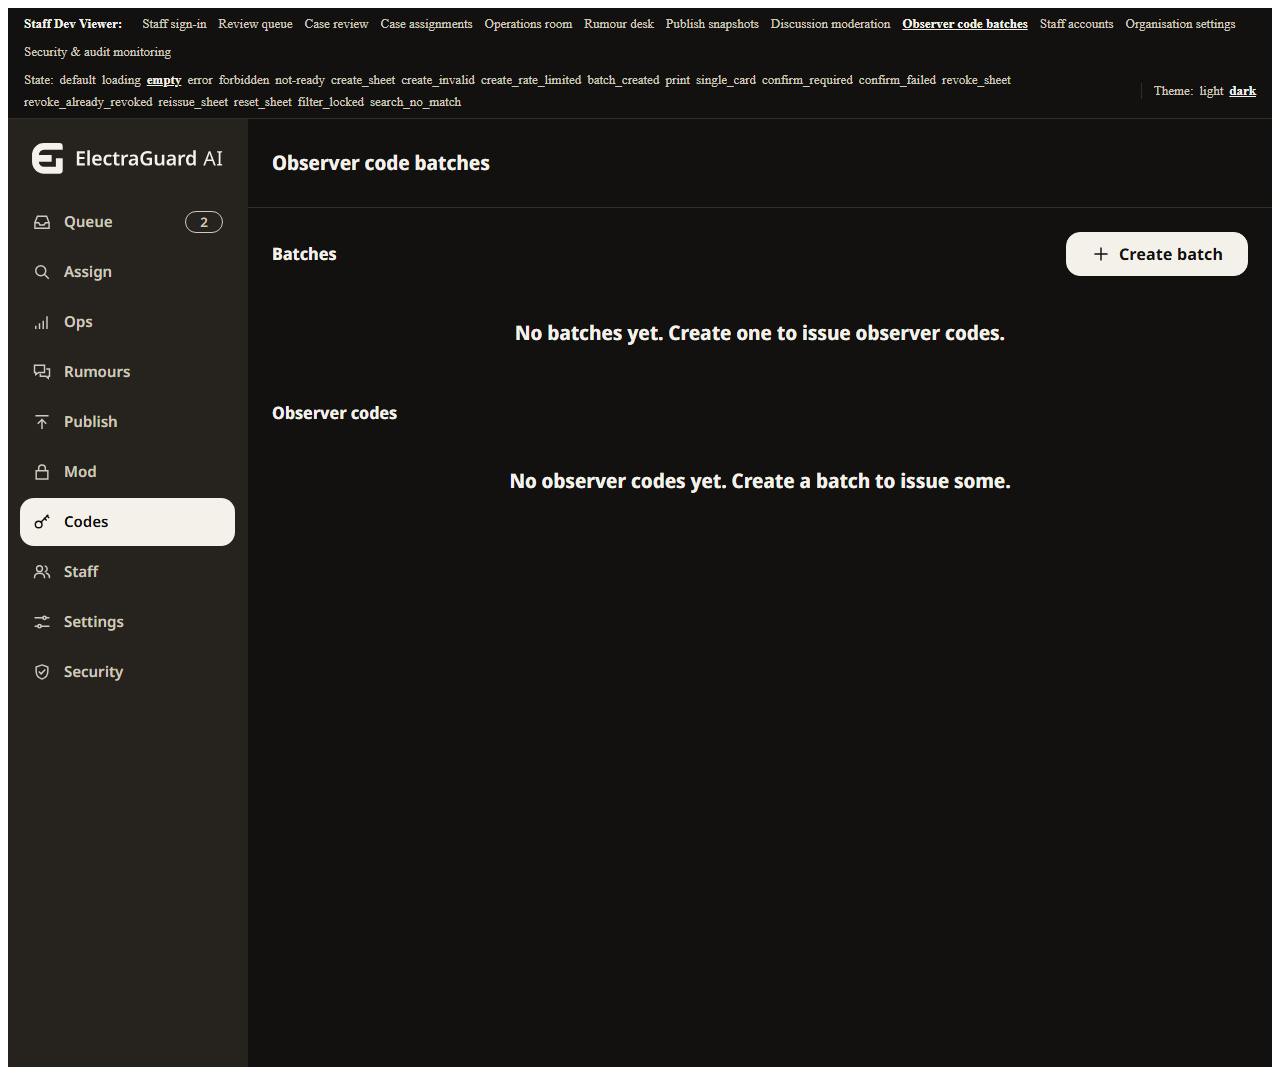 Staff Dev Viewer: Staff sign-in Review queue Case review Case assignments Operations room Rumour desk Publish snapshots Discussion moderation Observer code batches Staff accounts Organisation settings
Security & audit monitoring
State: default loading empty error forbidden not-ready create_sheet create_invalid create_rate_limited batch_created print single_card confirm_required confirm_failed revoke_sheet
revoke_already_revoked reissue_sheet reset_sheet filter_locked search_no_match
Theme: light dark
ElectraGuard AI
Observer code batches
Queue 2
Assign
Ops
Rumours
Publish
Mod
Codes
Staff
Settings
Security
Batches
Create batch
No batches yet. Create one to issue observer codes.
Observer codes
No observer codes yet. Create a batch to issue some.